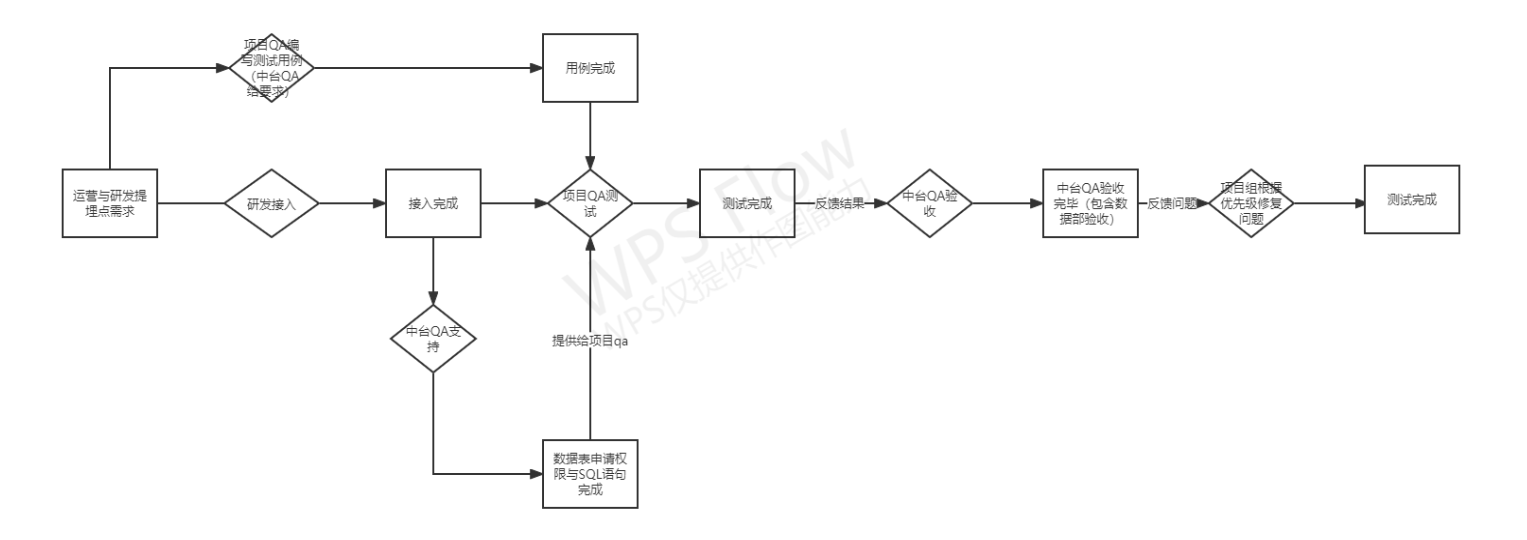 项目QA编
写测试用例
（中台QA
给要求）
用例完成
运营与研发提
埋点需求
研发接入
接入完成
项目QA测
试
测试完成
反馈结果
中台QA验
收
中台QA验收
完毕（包含数
据部验收）
反馈问题
项目组根据
优先级修复
问题
测试完成
中台QA支
持
提供给项目qa
数据表申请权
限与SQL语句
完成
WPS Flow
WPS仅提供作图能力